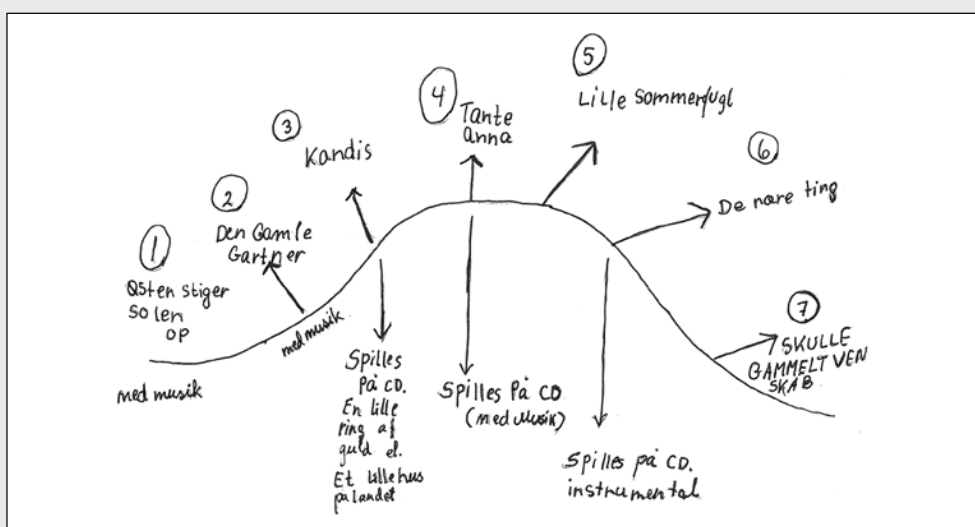 1
Østen stiger
solen
op
med musik
2
Den Gamle
Gartner
med musik
3
Kandis
Spilles
På CD.
En lille
ring af
guld el.
Et lille hus
på landet
4
Tante
anna
Spilles På CD
(med Musik)
5
Lille Sommerfugl
6
De nære ting
Spilles på CD.
instrumental
7
SKULLE
GAMMELT VEN
SKAB